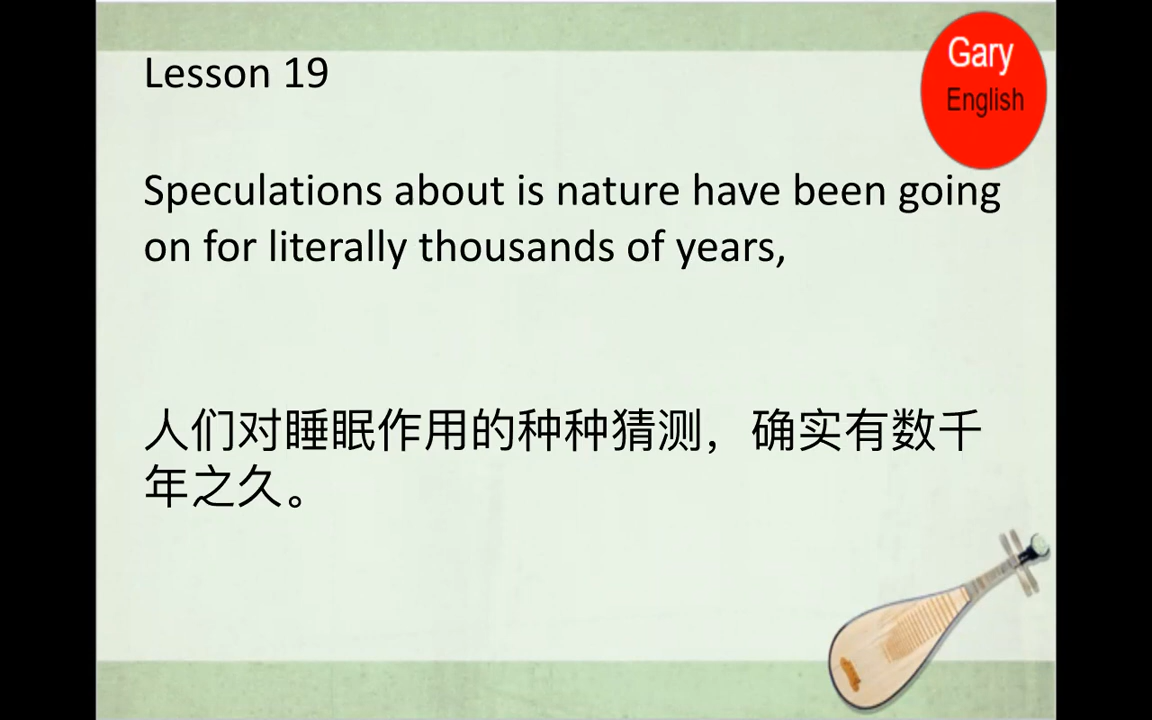 Lesson 19
Gary
English
Speculations about is nature have been going
on for literally thousands of years,
人们对睡眠作用的种种猜测，确实有数千
年之久。